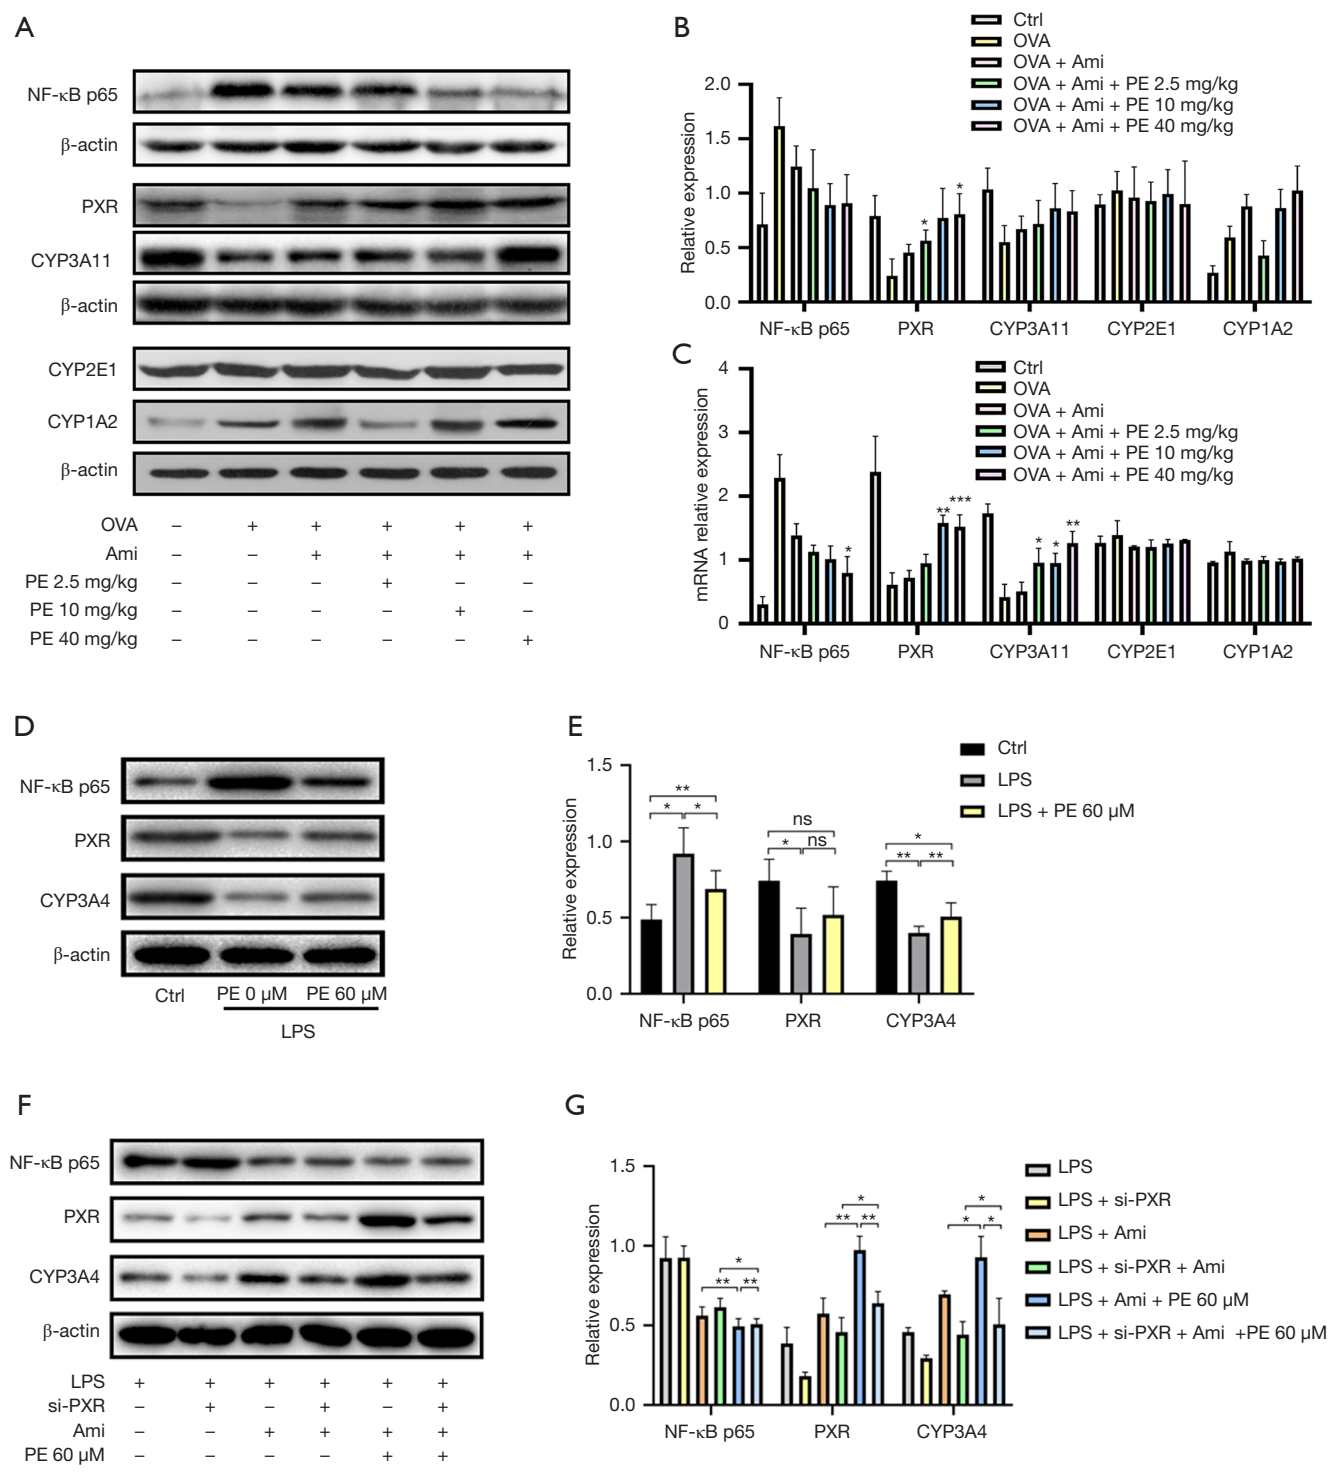 A
NF-κB p65
β-actin
PXR
CYP3A11
β-actin
CYP2E1
CYP1A2
β-actin
OVA – + + + + +
Ami – – + + + +
PE 2.5 mg/kg – – – + – –
PE 10 mg/kg – – – – + –
PE 40 mg/kg – – – – – +
B
Ctrl
OVA
OVA + Ami
OVA + Ami + PE 2.5 mg/kg
OVA + Ami + PE 10 mg/kg
OVA + Ami + PE 40 mg/kg
Relative expression
2.0
1.5
1.0
0.5
0.0
* *
NF-κB p65 PXR CYP3A11 CYP2E1 CYP1A2
C
Ctrl
OVA
OVA + Ami
OVA + Ami + PE 2.5 mg/kg
OVA + Ami + PE 10 mg/kg
OVA + Ami + PE 40 mg/kg
mRNA relative expression
4
3
2
1
0
* ** *** * * **
NF-κB p65 PXR CYP3A11 CYP2E1 CYP1A2
D
NF-κB p65
PXR
CYP3A4
β-actin
Ctrl PE 0 μM PE 60 μM
LPS
E
Ctrl
LPS
LPS + PE 60 μM
Relative expression
1.5
1.0
0.5
0.0
**
* *
ns
* ns
*
** **
NF-κB p65 PXR CYP3A4
F
NF-κB p65
PXR
CYP3A4
β-actin
LPS + + + + + +
si-PXR – + – + – +
Ami – – + + + +
PE 60 μM – – – – + +
G
LPS
LPS + si-PXR
LPS + Ami
LPS + si-PXR + Ami
LPS + Ami + PE 60 μM
LPS + si-PXR + Ami +PE 60 μM
Relative expression
1.5
1.0
0.5
0.0
*
** **
*
** **
*
* *
NF-κB p65 PXR CYP3A4